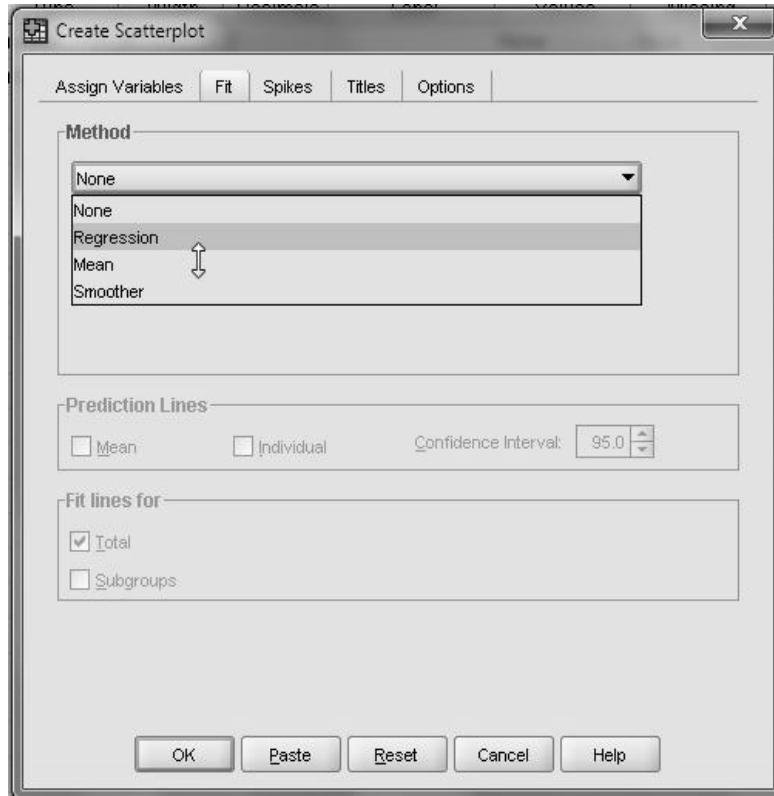 Create Scatterplot
Assign Variables Fit Spikes Titles Options
Method
None
None
Regression
Mean
Smoother
Prediction Lines
Mean Individual Confidence Interval: 95.0
Fit lines for
Total
Subgroups
OK Paste Reset Cancel Help